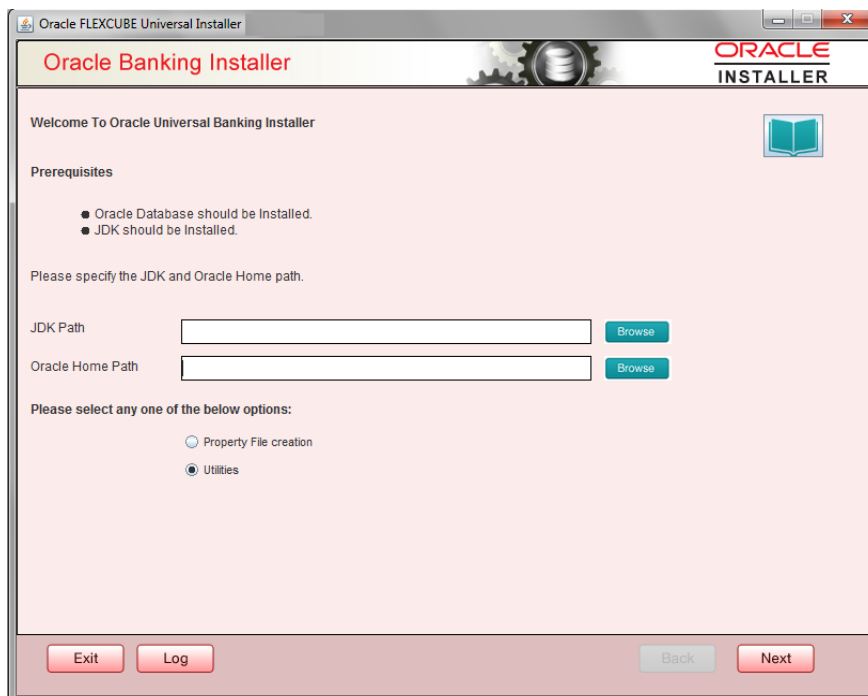 Oracle FLEXCUBE Universal Installer
Oracle Banking Installer
ORACLE
INSTALLER
Welcome To Oracle Universal Banking Installer
Prerequisites
Oracle Database should be Installed.
JDK should be Installed.
Please specify the JDK and Oracle Home path.
JDK Path
Browse
Oracle Home Path
Browse
Please select any one of the below options:
Property File creation
Utilities
Exit
Log
Back
Next